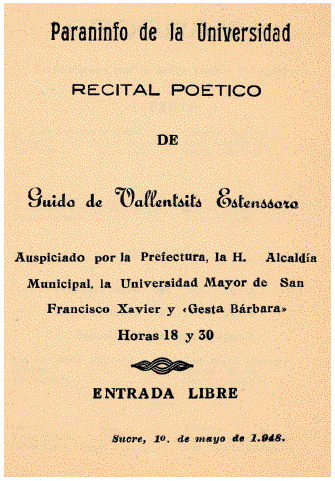 Paraninfo de la Universidad
RECITAL POETICO
DE
Guido de Vallentsits Estenssoro
Auspiciado por la Prefectura, la H. Alcaldía
Municipal, la Universidad Mayor de San
Francisco Xavier y «Gesta Bárbara»
Horas 18 y 30
ENTRADA LIBRE
Sucre, 1º. de mayo de 1.948.